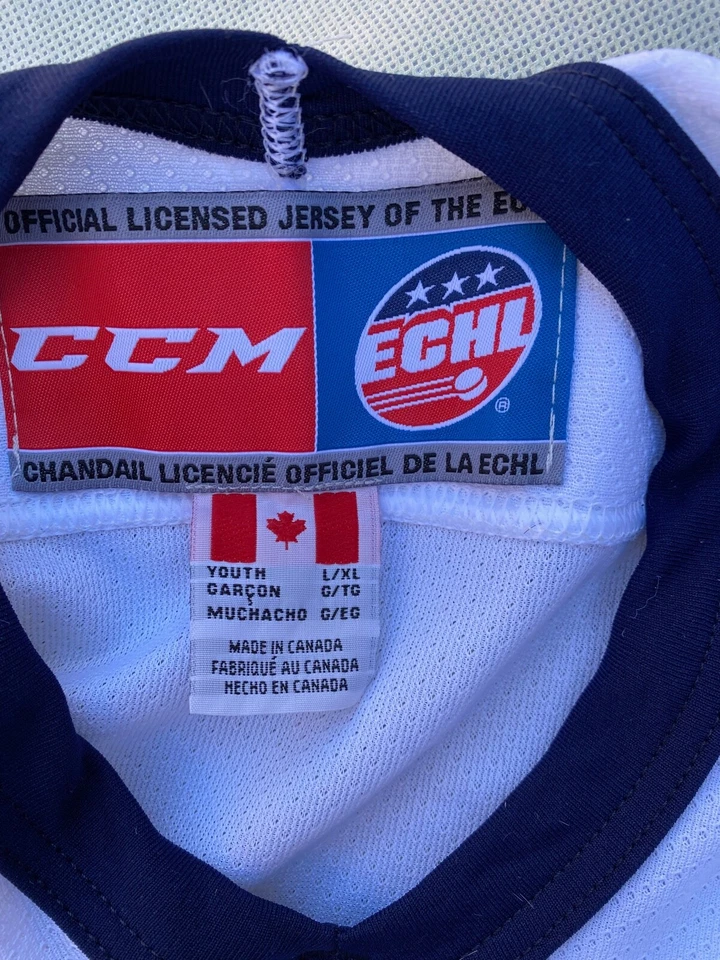 OFFICIAL LICENSED JERSEY OF THE
CCM
ECHL
®
CHANDAIL LICENCIÉ OFFICIEL DE LA ECHL
YOUTH L/XL
GARÇON G/TG
MUCHACHO G/EG
MADE IN CANADA
FABRIQUÉ AU CANADA
HECHO EN CANADA